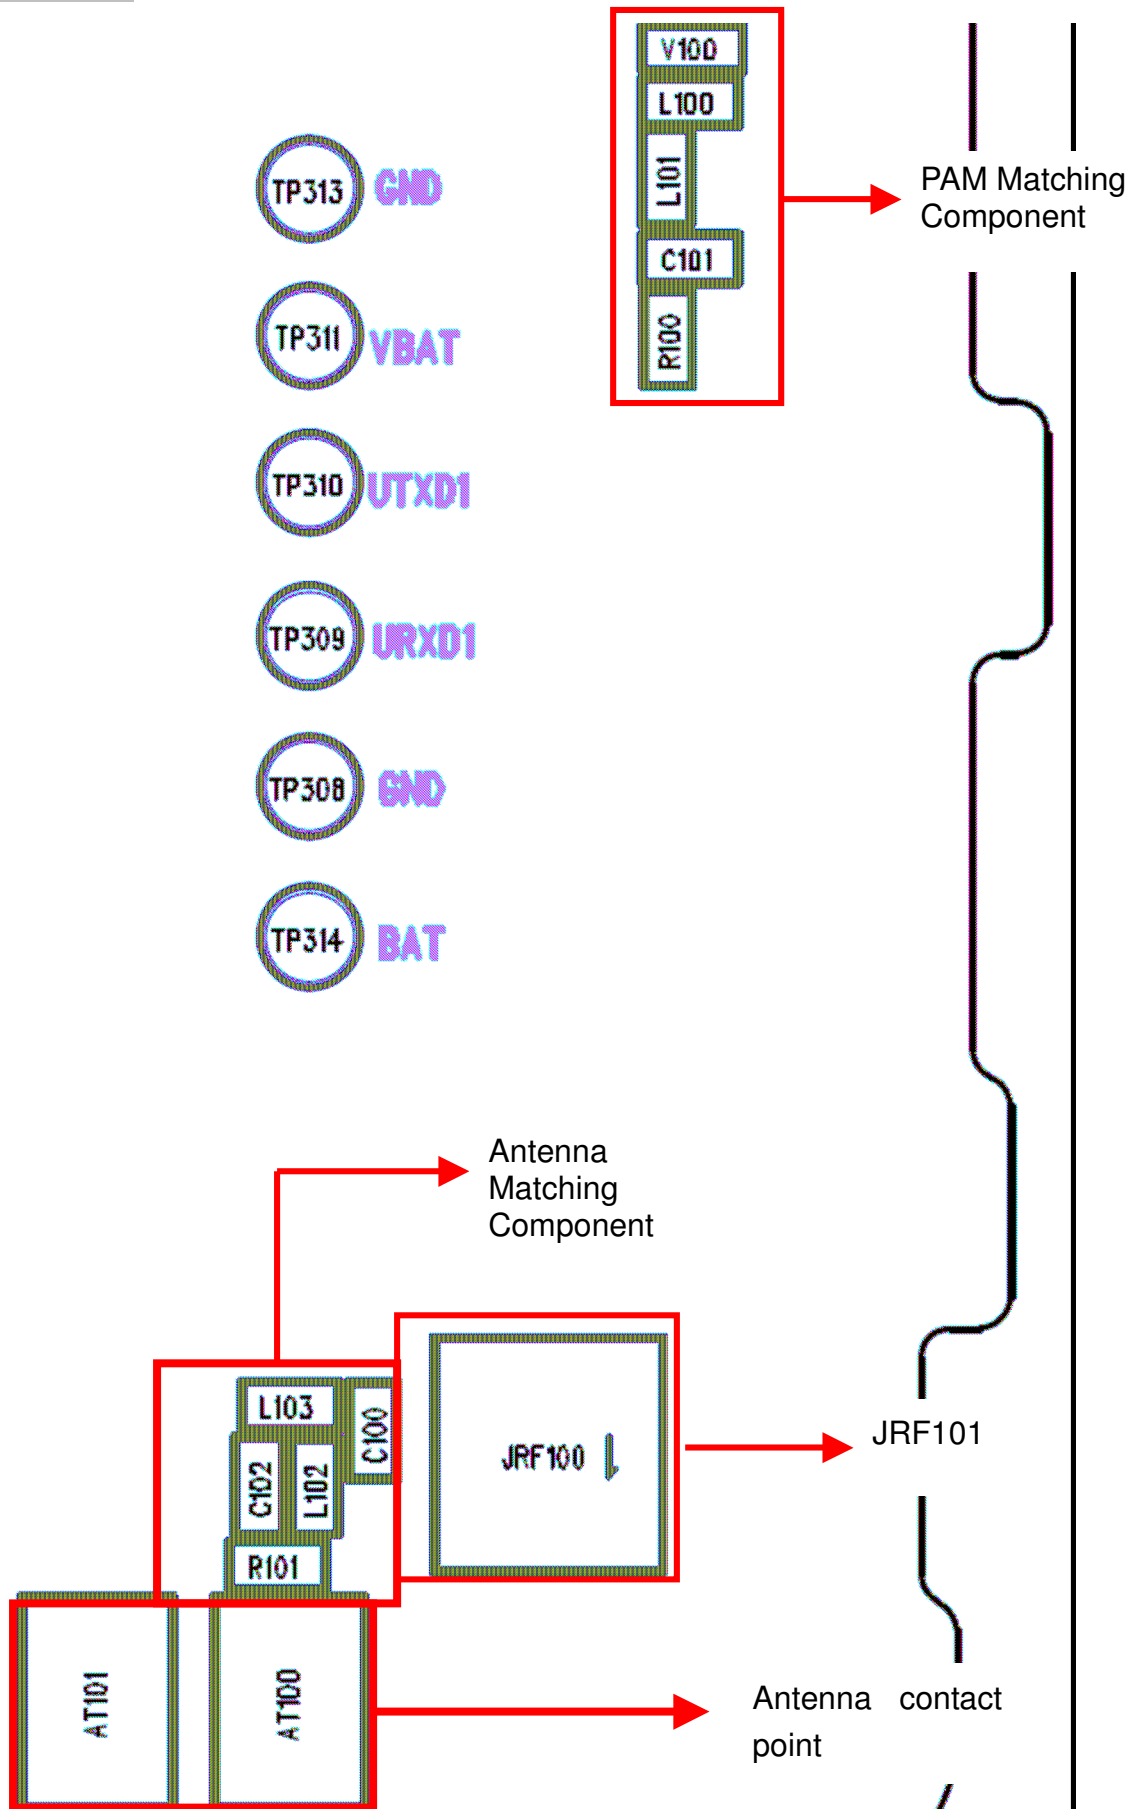 V100
L100
L101
C101
R100
PAM Matching
Component
TP313 GND
TP311 VBAT
TP310 UTXD1
TP309 URXD1
TP308 GND
TP314 BAT
Antenna
Matching
Component
L103
C100
C102
L102
R101
JRF100 1
JRF101
AT101
AT100
Antenna contact
point